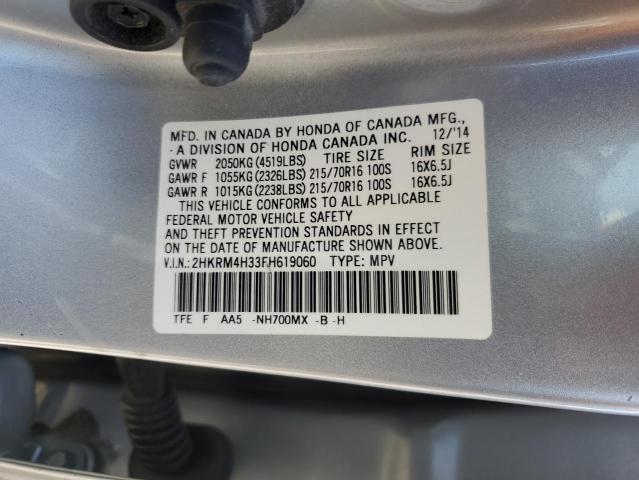 MFD. IN CANADA BY HONDA OF CANADA MFG.,
- A DIVISION OF HONDA CANADA INC. 12/'14
GVWR 2050KG (4519LBS) TIRE SIZE RIM SIZE
GAWR F 1055KG (2326LBS) 215/70R16 100S 16X6.5J
GAWR R 1015KG (2238LBS) 215/70R16 100S 16X6.5J
THIS VEHICLE CONFORMS TO ALL APPLICABLE
FEDERAL MOTOR VEHICLE SAFETY
AND THEFT PREVENTION STANDARDS IN EFFECT
ON THE DATE OF MANUFACTURE SHOWN ABOVE.
V.I.N.: 2HKRM4H33FH619060 TYPE: MPV
TFE F AA5 -NH700MX -B -H